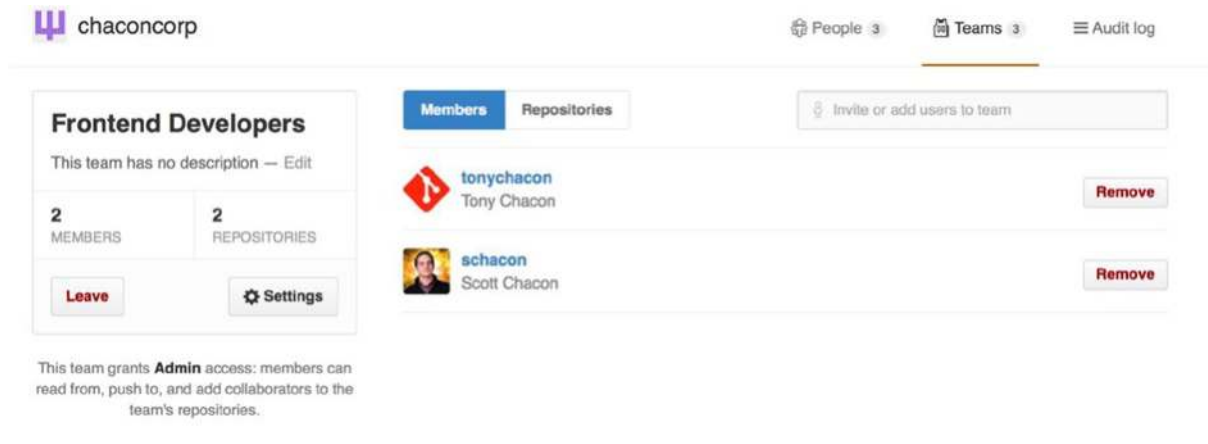 chaconcorp
People 3
Teams 3
Audit log
Frontend Developers
This team has no description — Edit
2
MEMBERS
2
REPOSITORIES
Leave
Settings
This team grants Admin access: members can
read from, push to, and add collaborators to the
team's repositories.
Members
Repositories
Invite or add users to team
tonychacon
Tony Chacon
Remove
schacon
Scott Chacon
Remove